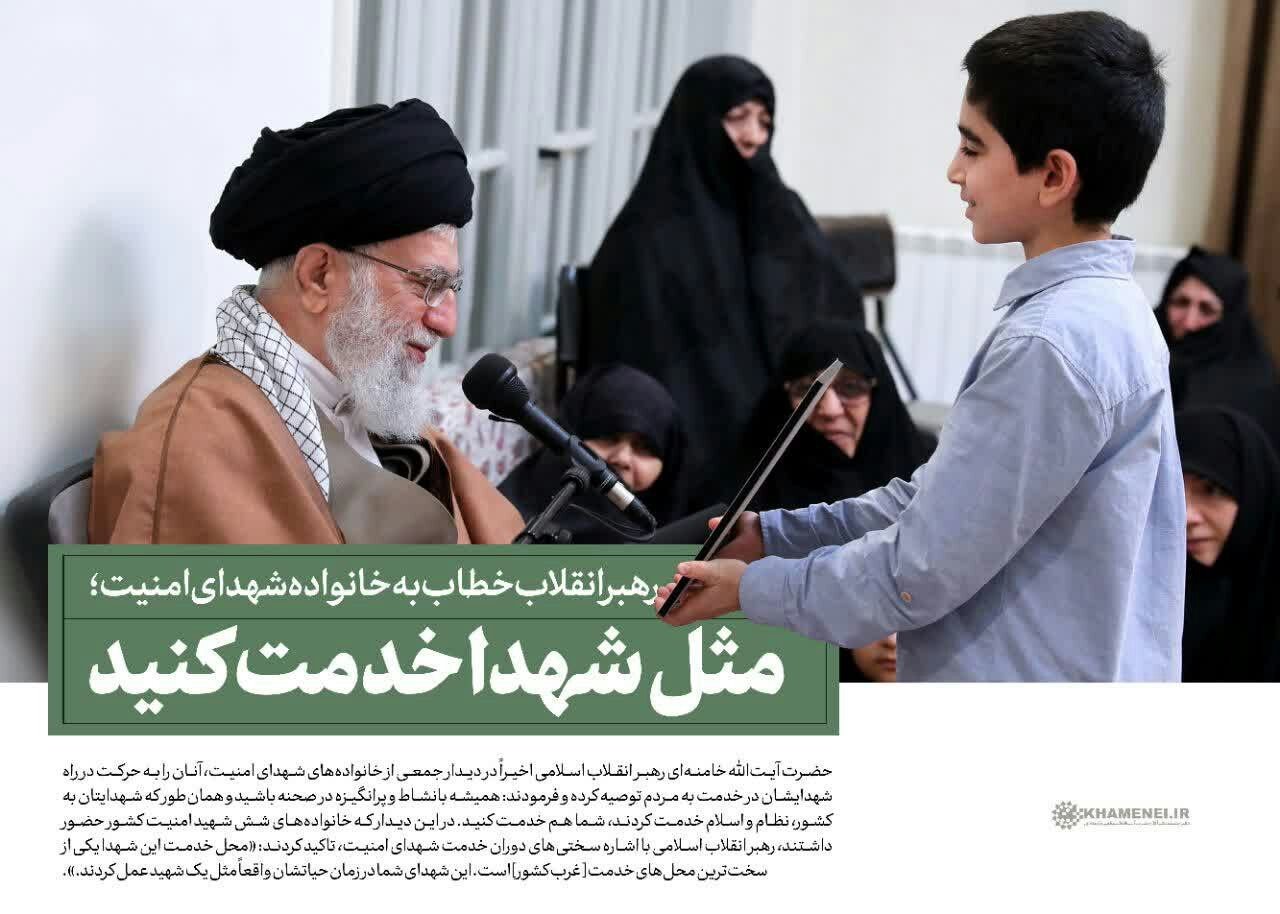 رهبر انقلاب خطاب به خانواده شهدای امنیت؛
مثل شهدا خدمت کنید
حضرت آیت‌الله خامنه‌ای رهبر انقلاب اسلامی اخیراً در دیدار جمعی از خانواده‌های شهدای امنیت، آنان را به حرکت در راه
شهدایشان در خدمت به مردم توصیه کرده و فرمودند: همیشه با نشاط و پرانگیزه در صحنه باشید و همان طور که شهدایتان به
کشور، نظام و اسلام خدمت کردند، شما هم خدمت کنید. در این دیدار که خانواده‌های شش شهید امنیت کشور حضور
داشتند، رهبر انقلاب اسلامی با اشاره سختی‌های دوران خدمت شهدای امنیت، تاکید کردند: «محل خدمت این شهدا یکی از
سخت‌ترین محل‌های خدمت [غرب کشور] است. این شهدای شما در زمان حیاتشان واقعاً مثل یک شهید عمل کردند.».
KHAMENEI.IR